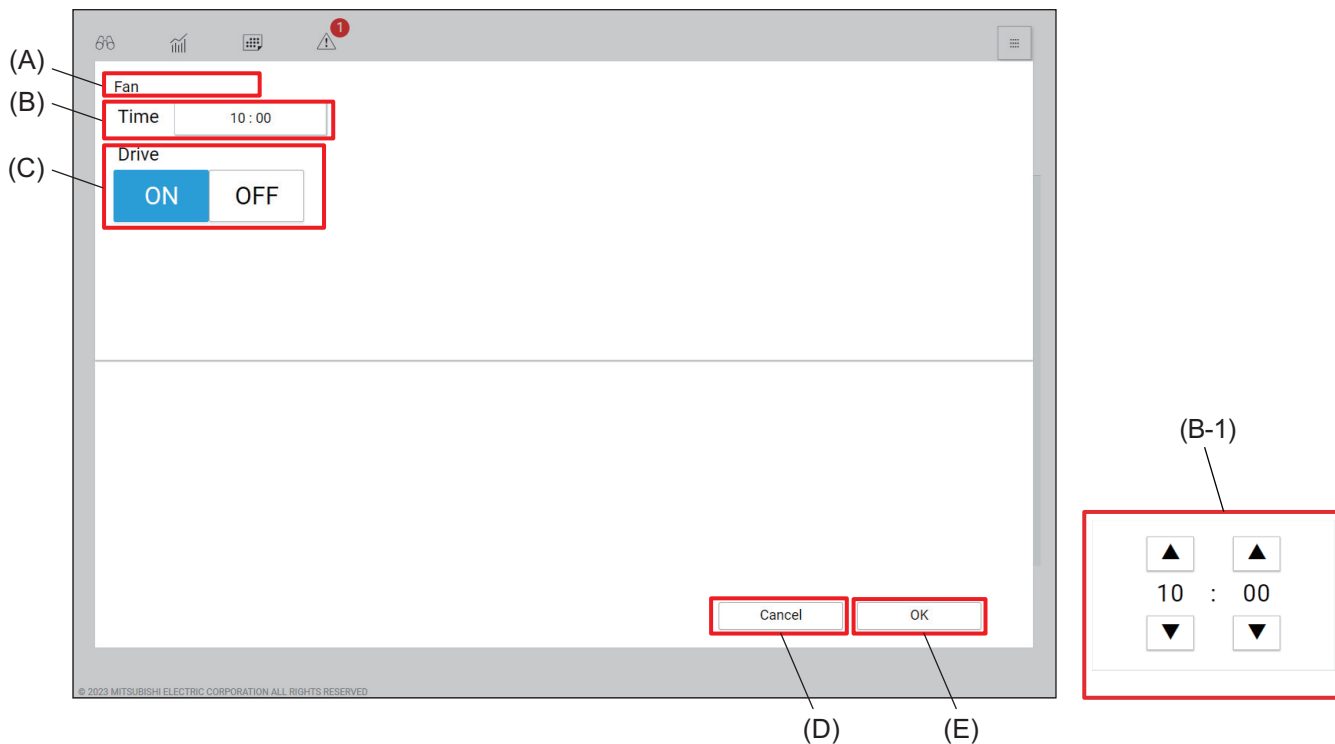 1
(A)
Fan
(B)
Time 10 : 00
(C)
Drive
ON OFF
(B-1)
▲ ▲
10 : 00
▼ ▼
Cancel OK
© 2023 MITSUBISHI ELECTRIC CORPORATION ALL RIGHTS RESERVED
(D) (E)